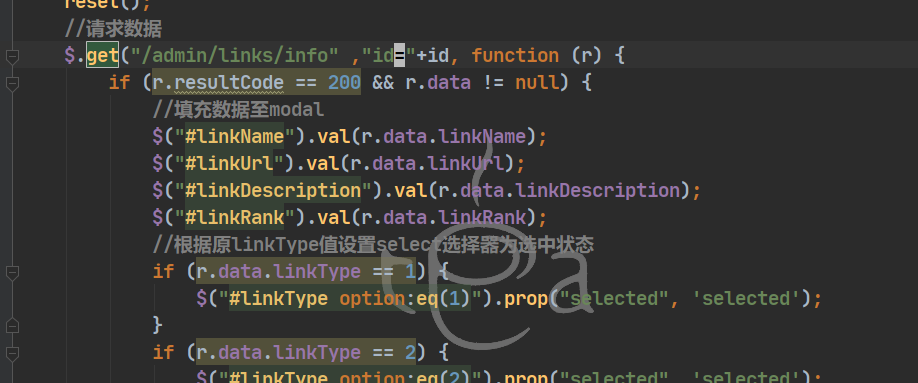 reset();
//请求数据
$.get("/admin/links/info" ,"id="+id, function (r) {
if (r.resultCode == 200 && r.data != null) {
//填充数据至modal
$("#linkName").val(r.data.linkName);
$("#linkUrl").val(r.data.linkUrl);
$("#linkDescription").val(r.data.linkDescription);
$("#linkRank").val(r.data.linkRank);
//根据原linkType值设置select选择器为选中状态
if (r.data.linkType == 1) {
$("#linkType option:eq(1)").prop("selected", 'selected');
}
if (r.data.linkType == 2) {
$("#linkType option:eq(2)").prop("selected", 'selected');